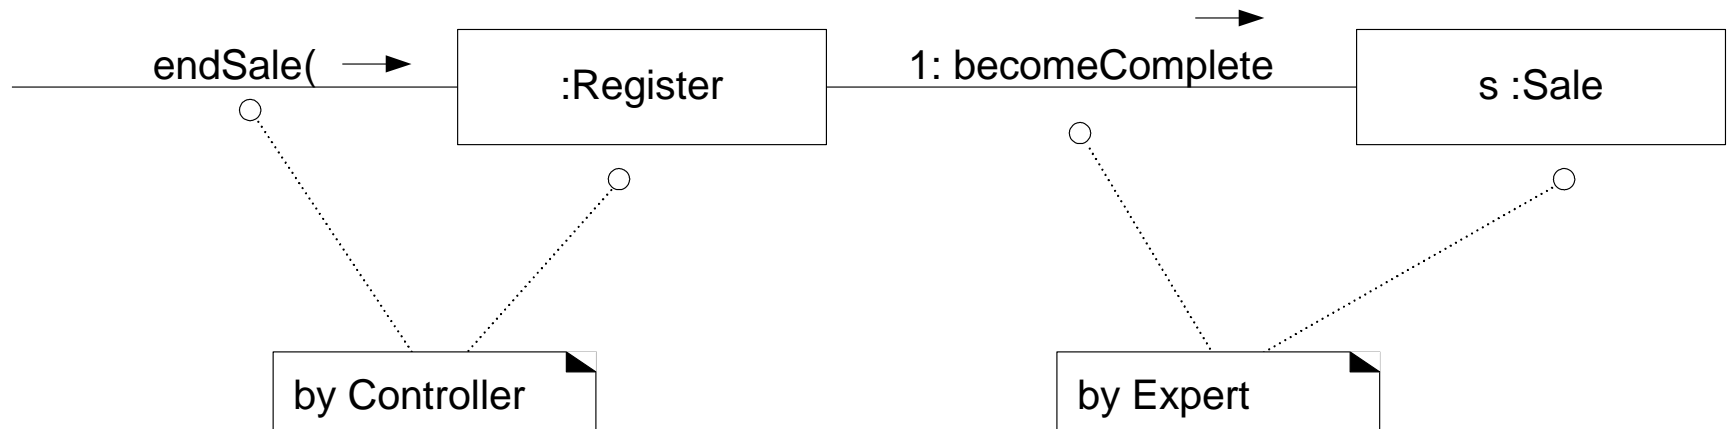 endSale(
:Register
1: becomeComplete
s :Sale
by Controller
by Expert